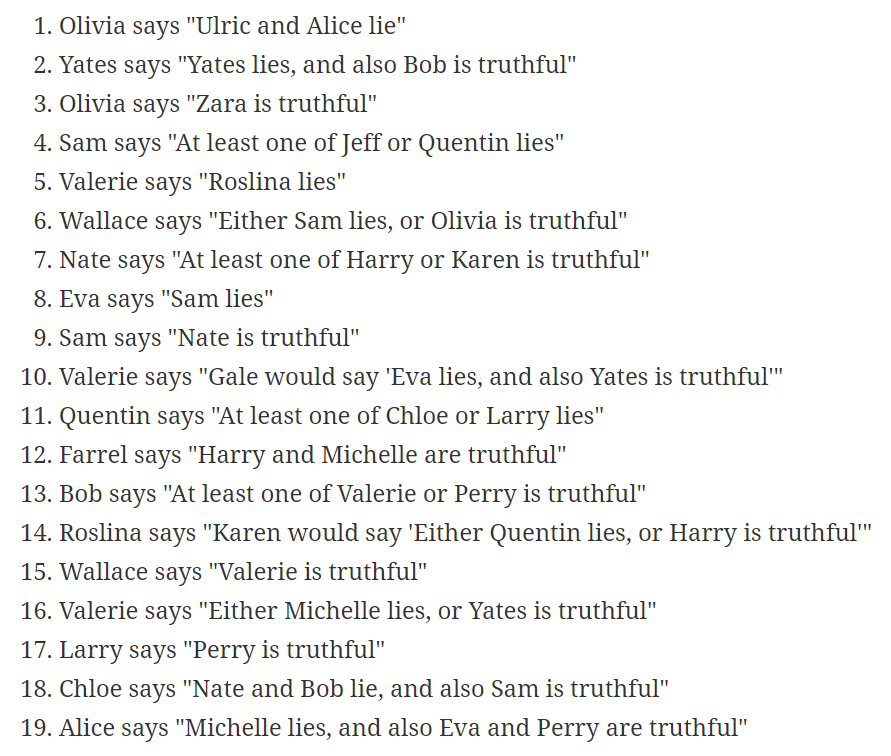 1. Olivia says "Ulric and Alice lie"
2. Yates says "Yates lies, and also Bob is truthful"
3. Olivia says "Zara is truthful"
4. Sam says "At least one of Jeff or Quentin lies"
5. Valerie says "Roslina lies"
6. Wallace says "Either Sam lies, or Olivia is truthful"
7. Nate says "At least one of Harry or Karen is truthful"
8. Eva says "Sam lies"
9. Sam says "Nate is truthful"
10. Valerie says "Gale would say 'Eva lies, and also Yates is truthful'"
11. Quentin says "At least one of Chloe or Larry lies"
12. Farrel says "Harry and Michelle are truthful"
13. Bob says "At least one of Valerie or Perry is truthful"
14. Roslina says "Karen would say 'Either Quentin lies, or Harry is truthful'"
15. Wallace says "Valerie is truthful"
16. Valerie says "Either Michelle lies, or Yates is truthful"
17. Larry says "Perry is truthful"
18. Chloe says "Nate and Bob lie, and also Sam is truthful"
19. Alice says "Michelle lies, and also Eva and Perry are truthful"